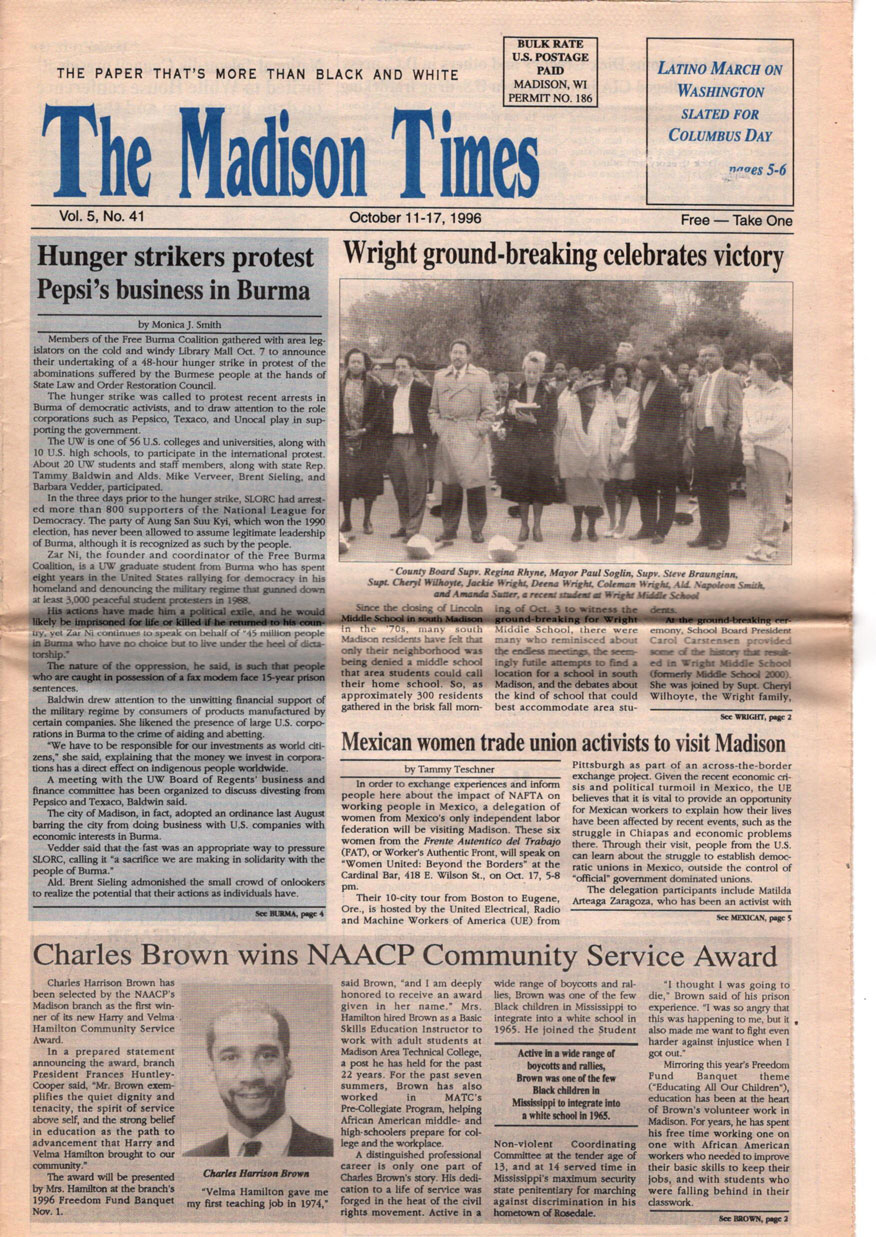 THE PAPER THAT'S MORE THAN BLACK AND WHITE
BULK RATE
U.S. POSTAGE
PAID
MADISON, WI
PERMIT NO. 186
LATINO MARCH ON
WASHINGTON
SLATED FOR
COLUMBUS DAY
pages 5-6
The Madison Times
Vol. 5, No. 41
October 11-17, 1996
Free — Take One
Hunger strikers protest
Pepsi's business in Burma
by Monica J. Smith
Members of the Free Burma Coalition gathered with area leg-
islators on the cold and windy Library Mall Oct. 7 to announce
their undertaking of a 48-hour hunger strike in protest of the
abominations suffered by the Burmese people at the hands of
State Law and Order Restoration Council.
The hunger strike was called to protest recent arrests in
Burma of democratic activists, and to draw attention to the role
corporations such as Pepsico, Texaco, and Unocal play in sup-
porting the government.
The UW is one of 56 U.S. colleges and universities, along with
10 U.S. high schools, to participate in the international protest.
About 20 UW students and staff members, along with state Rep.
Tammy Baldwin and Alds. Mike Verveer, Brent Sieling, and
Barbara Vedder, participated.
In the three days prior to the hunger strike, SLORC had arrest-
ed more than 800 supporters of the National League for
Democracy. The party of Aung San Suu Kyi, which won the 1990
election, has never been allowed to assume legitimate leadership
of Burma, although it is recognized as such by the people.
Zar Ni, the founder and coordinator of the Free Burma
Coalition, is a UW graduate student from Burma who has spent
eight years in the United States rallying for democracy in his
homeland and denouncing the military regime that gunned down
at least 3,000 peaceful student protesters in 1988.
His actions have made him a political exile, and he would
likely be imprisoned for life or killed if he returned to his coun-
try, yet Zar Ni continues to speak on behalf of "45 million people
in Burma who have no choice but to live under the heel of dicta-
torship."
The nature of the oppression, he said, is such that people
who are caught in possession of a fax modem face 15-year prison
sentences.
Baldwin drew attention to the unwitting financial support of
the military regime by consumers of products manufactured by
certain companies. She likened the presence of large U.S. corpo-
rations in Burma to the crime of aiding and abetting.
"We have to be responsible for our investments as world citi-
zens," she said, explaining that the money we invest in corpora-
tions has a direct effect on indigenous people worldwide.
A meeting with the UW Board of Regents' business and
finance committee has been organized to discuss divesting from
Pepsico and Texaco, Baldwin said.
The city of Madison, in fact, adopted an ordinance last August
barring the city from doing business with U.S. companies with
economic interests in Burma.
Vedder said that the fast was an appropriate way to pressure
SLORC, calling it "a sacrifice we are making in solidarity with the
people of Burma."
Ald. Brent Sieling admonished the small crowd of onlookers
to realize the potential that their actions as individuals have.
See BURMA, page 4
Wright ground-breaking celebrates victory
County Board Supv. Regina Rhyne, Mayor Paul Soglin, Supv. Steve Braunginn,
Supt. Cheryl Wilhoyte, Jackie Wright, Deena Wright, Coleman Wright, Ald. Napoleon Smith,
and Amanda Sutter, a recent student at Wright Middle School
Since the closing of Lincoln
Middle School in south Madison
in the '70s, many south
Madison residents have felt that
only their neighborhood was
being denied a middle school
that area students could call
their home school. So, as
approximately 300 residents
gathered in the brisk fall morn-
ing of Oct. 3 to witness the
ground-breaking for Wright
Middle School, there were
many who reminisced about
the endless meetings, the seem-
ingly futile attempts to find a
location for a school in south
Madison, and the debates about
the kind of school that could
best accommodate area stu-
dents.
At the ground-breaking cer-
emony, School Board President
Carol Carstensen provided
some of the history that result-
ed in Wright Middle School
(formerly Middle School 2000).
She was joined by Supt. Cheryl
Wilhoyte, the Wright family,
See WRIGHT, page 2
Mexican women trade union activists to visit Madison
by Tammy Teschner
In order to exchange experiences and inform
people here about the impact of NAFTA on
working people in Mexico, a delegation of
women from Mexico's only independent labor
federation will be visiting Madison. These six
women from the Frente Autentico del Trabajo
(FAT), or Worker's Authentic Front, will speak on
"Women United: Beyond the Borders" at the
Cardinal Bar, 418 E. Wilson St., on Oct. 17, 5-8
pm.
Their 10-city tour from Boston to Eugene,
Ore., is hosted by the United Electrical, Radio
and Machine Workers of America (UE) from
Pittsburgh as part of an across-the-border
exchange project. Given the recent economic cri-
sis and political turmoil in Mexico, the UE
believes that it is vital to provide an opportunity
for Mexican workers to explain how their lives
have been affected by recent events, such as the
struggle in Chiapas and economic problems
there. Through their visit, people from the U.S.
can learn about the struggle to establish democ-
ratic unions in Mexico, outside the control of
"official" government dominated unions.
The delegation participants include Matilda
Arteaga Zaragoza, who has been an activist with
See MEXICAN, page 5
Charles Brown wins NAACP Community Service Award
Charles Harrison Brown has
been selected by the NAACP's
Madison branch as the first win-
ner of its new Harry and Velma
Hamilton Community Service
Award.
In a prepared statement
announcing the award, branch
President Frances Huntley-
Cooper said, "Mr. Brown exem-
plifies the quiet dignity and
tenacity, the spirit of service
above self, and the strong belief
in education as the path to
advancement that Harry and
Velma Hamilton brought to our
community."
The award will be presented
by Mrs. Hamilton at the branch's
1996 Freedom Fund Banquet
Nov. 1.
Charles Harrison Brown
"Velma Hamilton gave me
my first teaching job in 1974,"
said Brown, "and I am deeply
honored to receive an award
given in her name." Mrs.
Hamilton hired Brown as a Basic
Skills Education Instructor to
work with adult students at
Madison Area Technical College,
a post he has held for the past
22 years. For the past seven
summers, Brown has also
worked in MATC's
Pre-Collegiate Program, helping
African American middle- and
high-schoolers prepare for col-
lege and the workplace.
A distinguished professional
career is only one part of
Charles Brown's story. His dedi-
cation to a life of service was
forged in the heat of the civil
rights movement. Active in a
wide range of boycotts and ral-
lies, Brown was one of the few
Black children in Mississippi to
integrate into a white school in
1965. He joined the Student
Active in a wide range of
boycotts and rallies,
Brown was one of the few
Black children in
Mississippi to integrate into
a white school in 1965.
Non-violent Coordinating
Committee at the tender age of
13, and at 14 served time in
Mississippi's maximum security
state penitentiary for marching
against discrimination in his
hometown of Rosedale.
"I thought I was going to
die," Brown said of his prison
experience. "I was so angry that
this was happening to me, but it
also made me want to fight even
harder against injustice when I
got out."
Mirroring this year's Freedom
Fund Banquet theme
("Educating All Our Children"),
education has been at the heart
of Brown's volunteer work in
Madison. For years, he has spent
his free time working one on
one with African American
workers who needed to improve
their basic skills to keep their
jobs, and with students who
were falling behind in their
classwork.
See BROWN, page 2